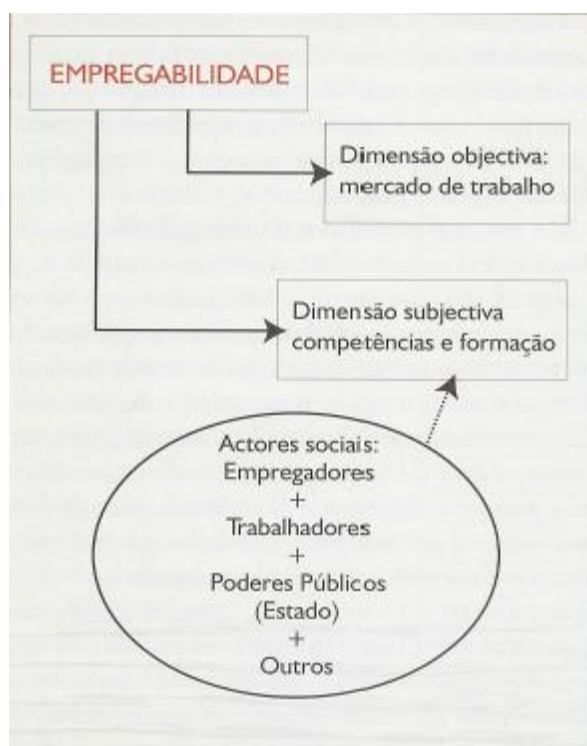 EMPREGABILIDADE
Dimensão objectiva:
mercado de trabalho
Dimensão subjectiva
competências e formação
Actores sociais:
Empregadores
+
Trabalhadores
+
Poderes Públicos
(Estado)
+
Outros